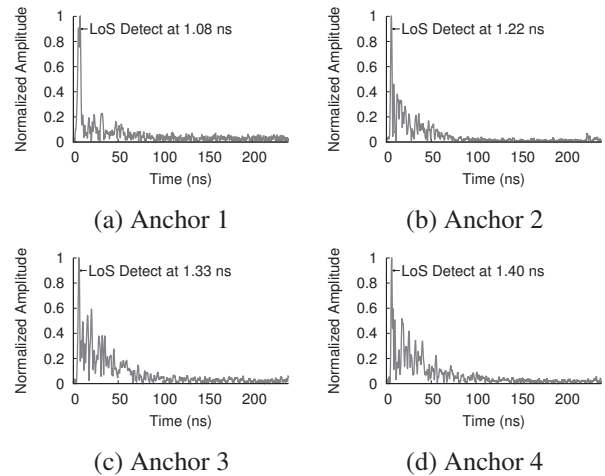 1
0.8
0.6
0.4
0.2
0
Normalized Amplitude
LoS Detect at 1.08 ns
0 50 100 150 200
Time (ns)
(a) Anchor 1
1
0.8
0.6
0.4
0.2
0
Normalized Amplitude
LoS Detect at 1.22 ns
0 50 100 150 200
Time (ns)
(b) Anchor 2
1
0.8
0.6
0.4
0.2
0
Normalized Amplitude
LoS Detect at 1.33 ns
0 50 100 150 200
Time (ns)
(c) Anchor 3
1
0.8
0.6
0.4
0.2
0
Normalized Amplitude
LoS Detect at 1.40 ns
0 50 100 150 200
Time (ns)
(d) Anchor 4